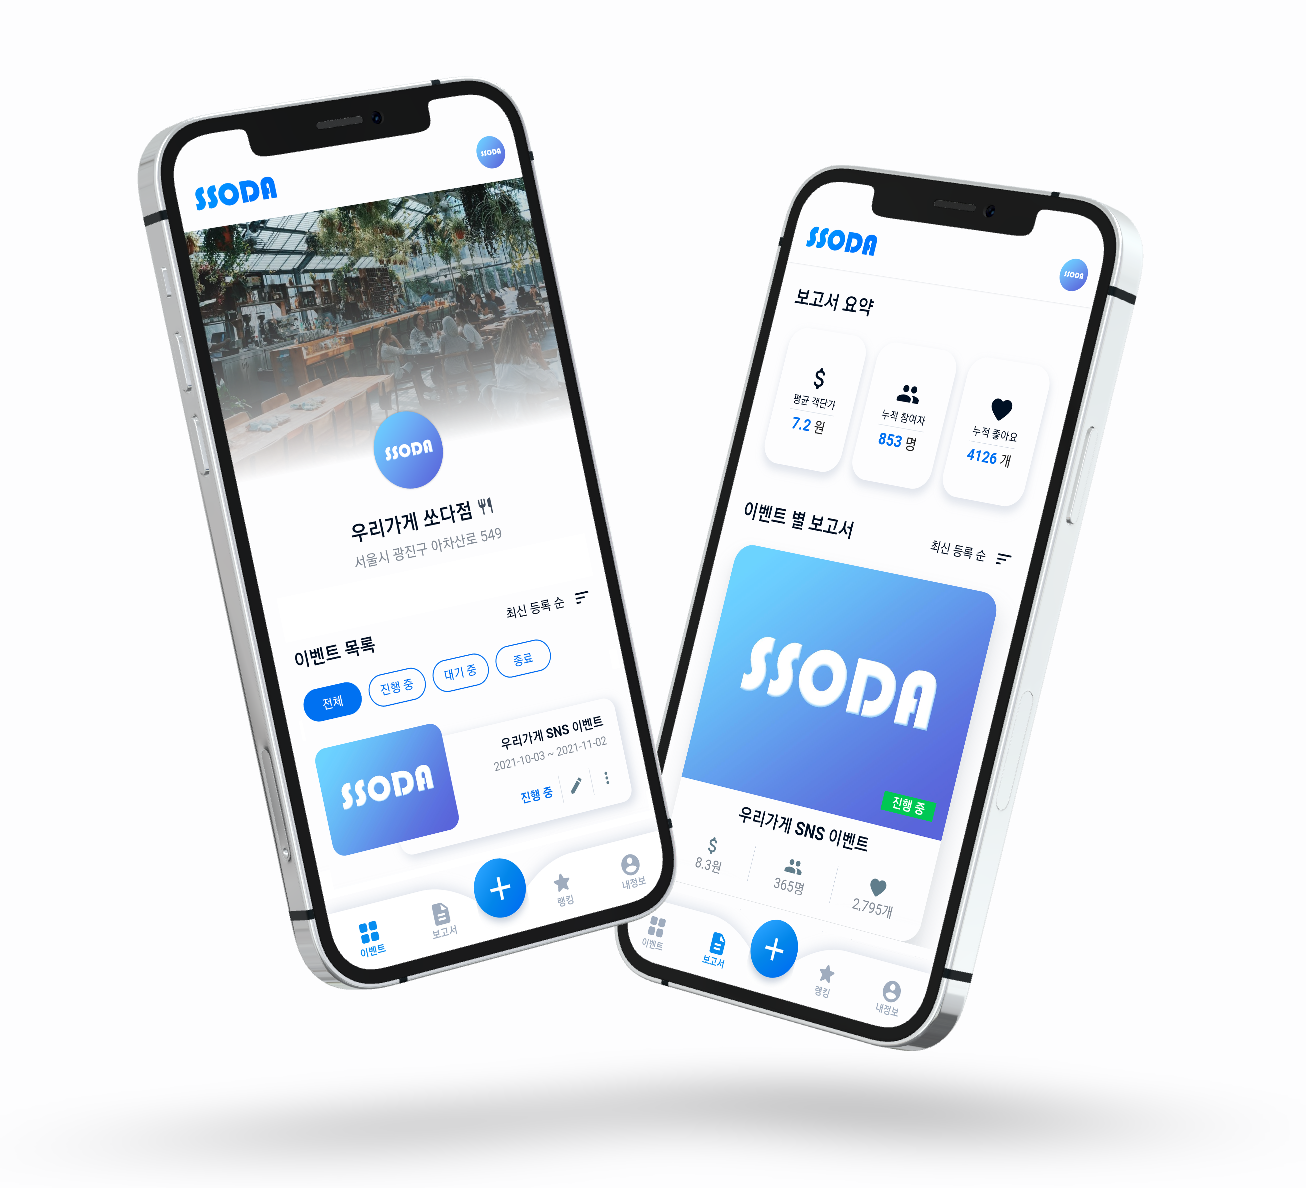 SSODA
SSODA
SSODA
우리가게 쏘다점
서울시 광진구 아차산로 549
최신 등록 순
이벤트 목록
전체
진행 중
대기 중
종료
SSODA
우리가게 SNS 이벤트
2021-10-03 ~ 2021-11-02
진행 중
이벤트
보고서
랭킹
내정보
SSODA
SSODA
보고서 요약
평균 객단가
7.2 원
누적 참여자
853 명
누적 좋아요
4126 개
이벤트 별 보고서
최신 등록 순
SSODA
진행 중
우리가게 SNS 이벤트
8.3원
365명
2,795개
이벤트
보고서
랭킹
내정보